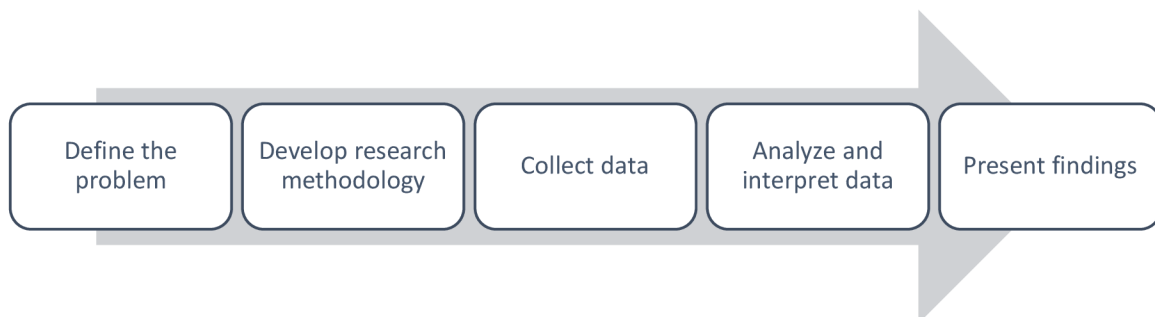 Define the
problem
Develop research
methodology
Collect data
Analyze and
interpret data
Present findings